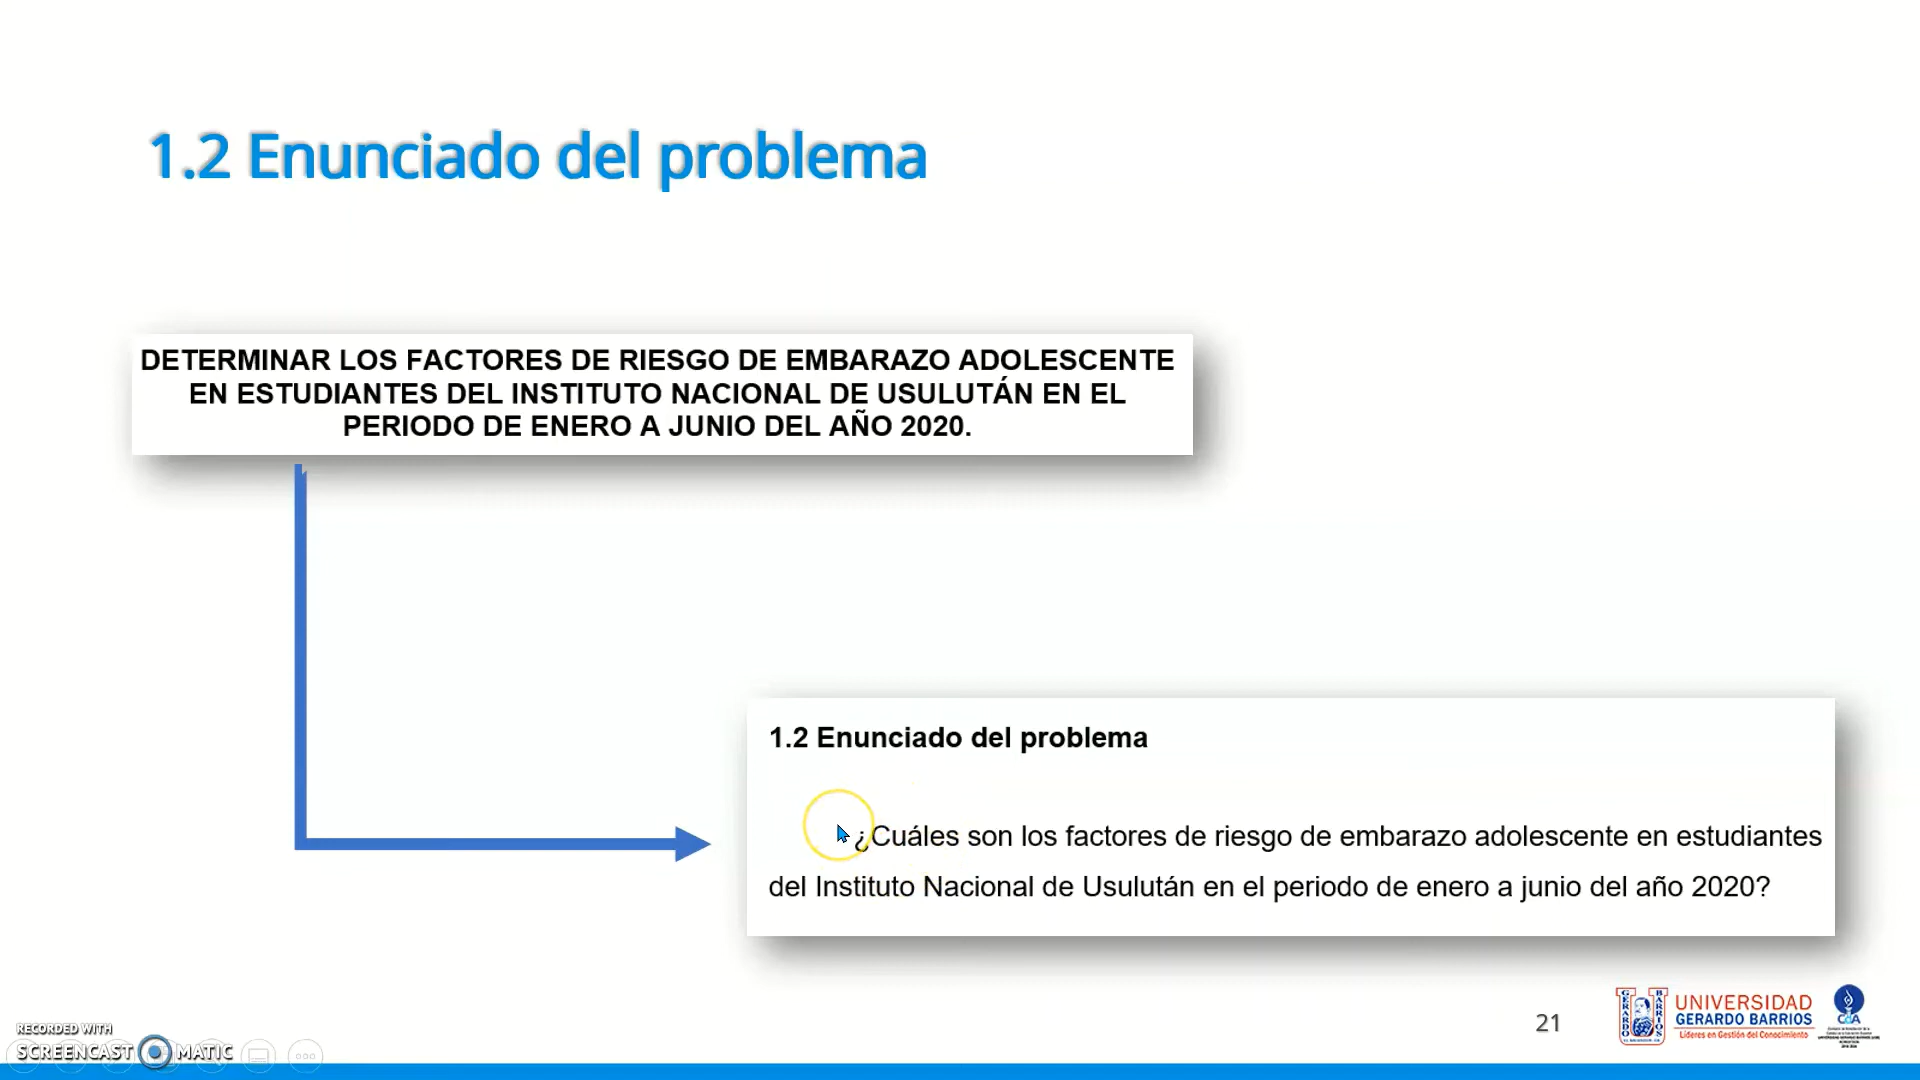 1.2 Enunciado del problema
DETERMINAR LOS FACTORES DE RIESGO DE EMBARAZO ADOLESCENTE
EN ESTUDIANTES DEL INSTITUTO NACIONAL DE USULUTÁN EN EL
PERIODO DE ENERO A JUNIO DEL AÑO 2020.
1.2 Enunciado del problema
¿Cuáles son los factores de riesgo de embarazo adolescente en estudiantes
del Instituto Nacional de Usulután en el periodo de enero a junio del año 2020?
21
GERARDO
BARRIOS
UNIVERSIDAD
GERARDO BARRIOS
Líderes en Gestión del Conocimiento
RECORDED WITH
SCREENCAST MATIC